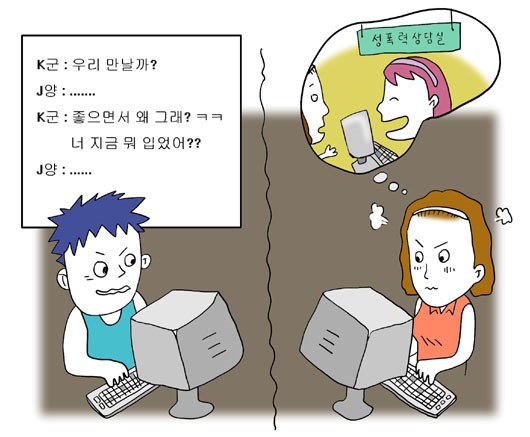 K군 : 우리 만날까?
J양 : .......
K군 : 좋으면서 왜 그래? ㅋㅋ
너 지금 뭐 입었어??
J양 : ......
성폭력상담실